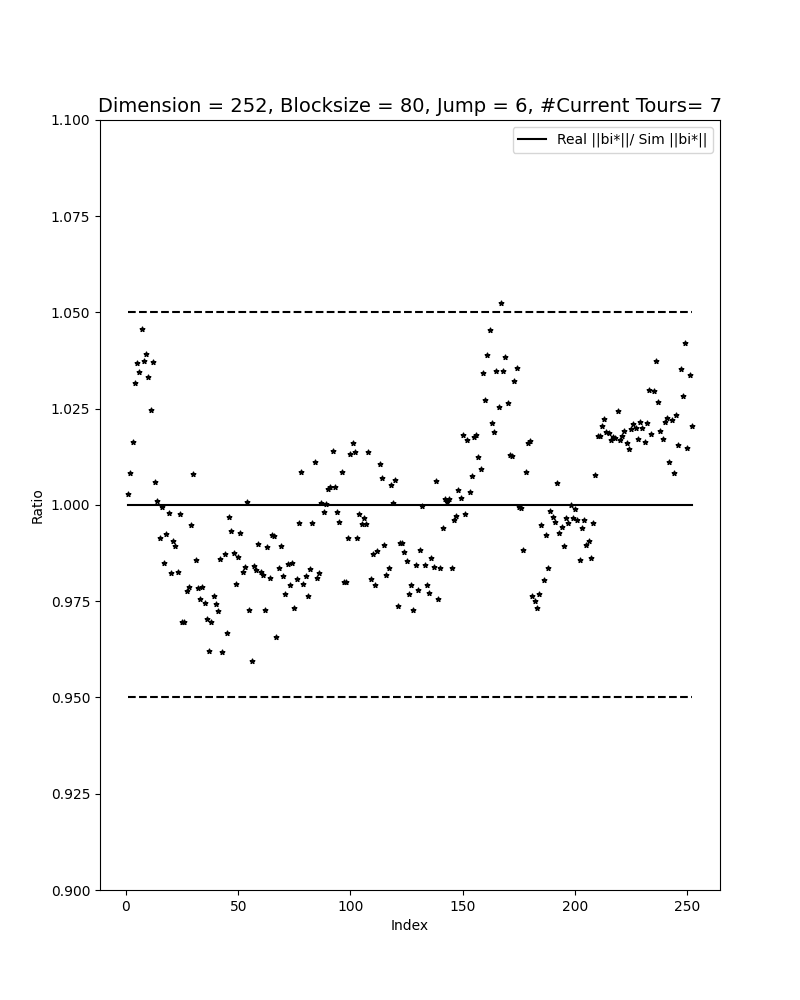 Dimension = 252, Blocksize = 80, Jump = 6, #Current Tours= 7
Real ||bi*||/ Sim ||bi*||
1.100
1.075
1.050
1.025
1.000
0.975
0.950
0.925
0.900
Ratio
0 50 100 150 200 250
Index